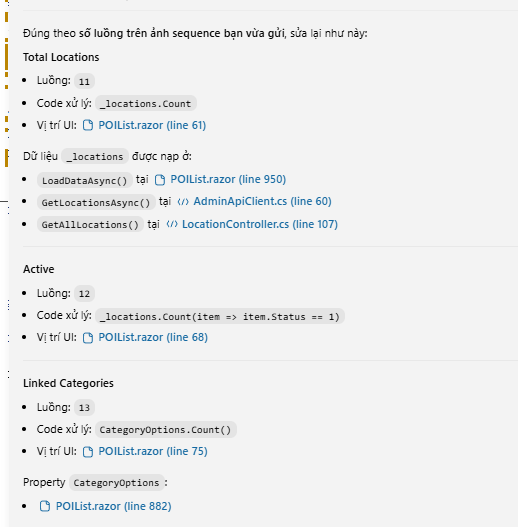 Đúng theo số luồng trên ảnh sequence bạn vừa gửi, sửa lại như này:
Total Locations
• Luồng: 11
• Code xử lý: _locations.Count
• Vị trí UI: POIList.razor (line 61)
Dữ liệu _locations được nạp ở:
• LoadDataAsync() tại POIList.razor (line 950)
• GetLocationsAsync() tại </> AdminApiClient.cs (line 60)
• GetAllLocations() tại </> LocationController.cs (line 107)
Active
• Luồng: 12
• Code xử lý: _locations.Count(item => item.Status == 1)
• Vị trí UI: POIList.razor (line 68)
Linked Categories
• Luồng: 13
• Code xử lý: CategoryOptions.Count()
• Vị trí UI: POIList.razor (line 75)
Property CategoryOptions:
• POIList.razor (line 882)